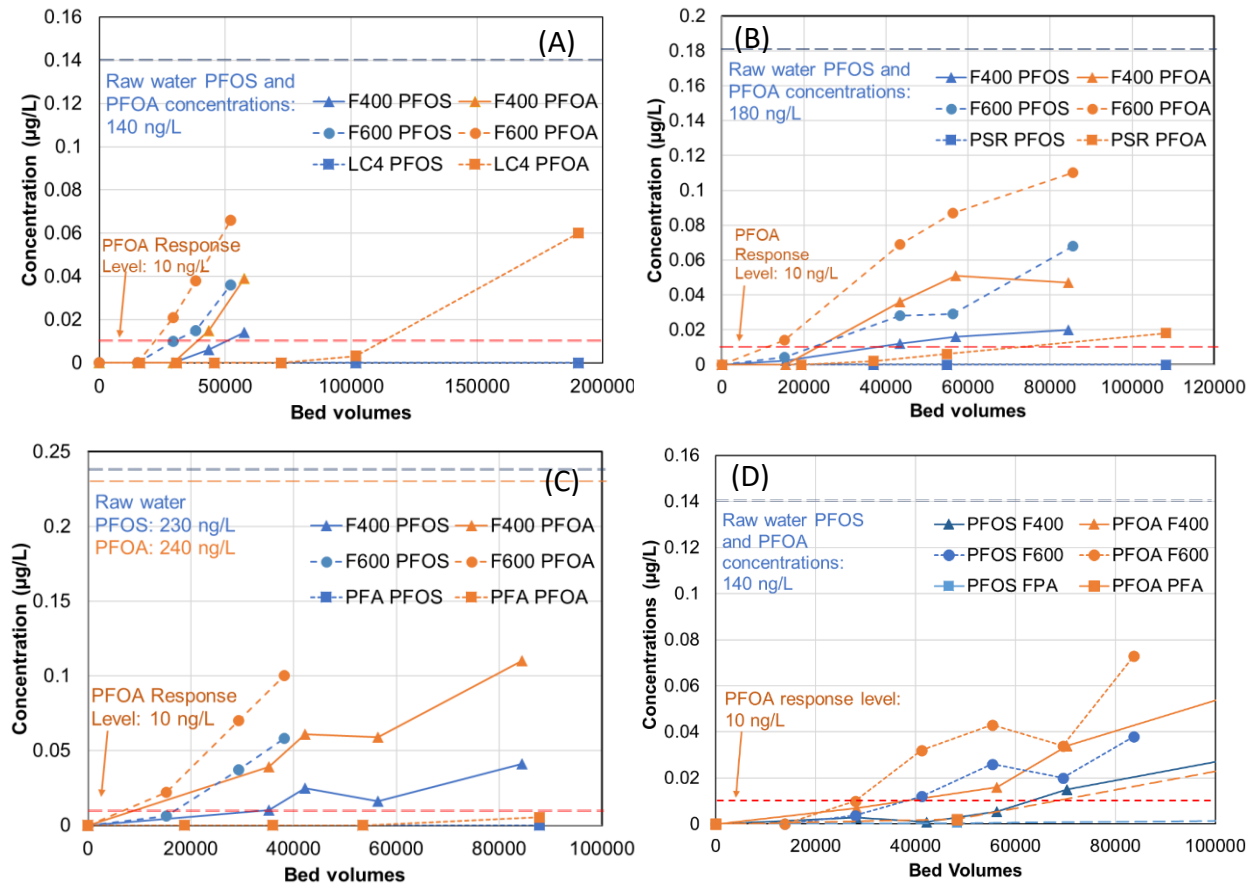 (A)
Concentration (µg/L)
0.16
0.14
0.12
0.1
0.08
0.06
0.04
0.02
0
Raw water PFOS and
PFOA concentrations:
140 ng/L
F400 PFOS
F400 PFOA
F600 PFOS
F600 PFOA
LC4 PFOS
LC4 PFOA
PFOA Response
Level: 10 ng/L
0
50000
100000
150000
200000
Bed volumes
(B)
Concentration (µg/L)
0.2
0.18
0.16
0.14
0.12
0.1
0.08
0.06
0.04
0.02
0
Raw water PFOS and
PFOA concentrations:
180 ng/L
F400 PFOS
F400 PFOA
F600 PFOS
F600 PFOA
PSR PFOS
PSR PFOA
PFOA
Response
Level: 10 ng/L
0
20000
40000
60000
80000
100000
120000
Bed volumes
(C)
Concentration (µg/L)
0.25
0.2
0.15
0.1
0.05
0
Raw water
PFOS: 230 ng/L
PFOA: 240 ng/L
F400 PFOS
F400 PFOA
F600 PFOS
F600 PFOA
PFA PFOS
PFA PFOA
PFOA Response
Level: 10 ng/L
0
20000
40000
60000
80000
100000
Bed volumes
(D)
Concentrations (µg/L)
0.16
0.14
0.12
0.1
0.08
0.06
0.04
0.02
0.00
Raw water PFOS
and PFOA
concentrations:
140 ng/L
PFOS F400
PFOA F400
PFOS F600
PFOA F600
PFOS FPA
PFOA PFA
PFOA response level:
10 ng/L
0
20000
40000
60000
80000
100000
Bed Volumes